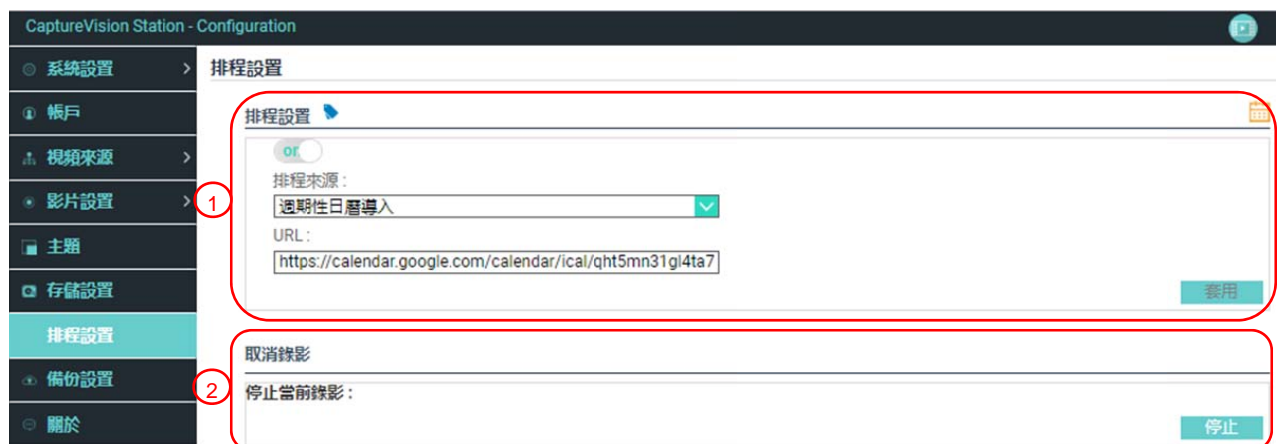 CaptureVision Station - Configuration
系統設置 >
帳戶
視頻來源 >
影片設置 >
主題
存儲設置
排程設置
備份設置
關於
排程設置
1
排程設置
on
排程來源 :
週期性日曆導入
URL :
https://calendar.google.com/calendar/ical/qht5mn31gl4ta7
套用
2
取消錄影
停止當前錄影 :
停止